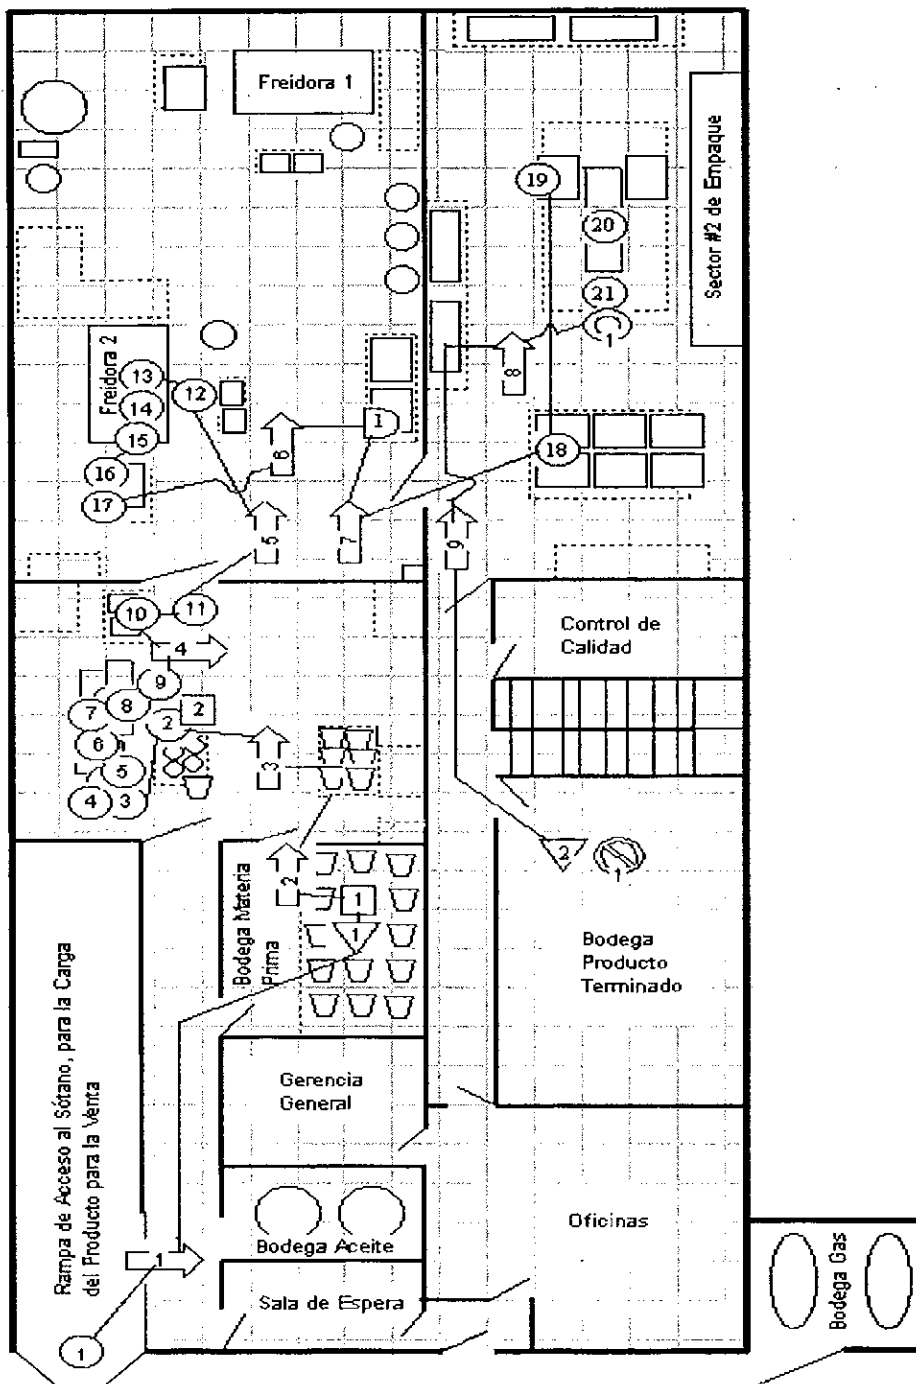 Freidora 1
19
20
21
1
Sector #2 de Empaque
8
Freidora 2
13
12
14
15
16
17
6
1
18
5
7
9
10
11
4
9
8
7
2
2
6
5
4
3
3
Control de
Calidad
2
1
1
Bodega Materia
Prima
2
1
Bodega
Producto
Terminado
Rampa de Acceso al Sótano, para la Carga
del Producto para la Venta
Gerencia
General
1
Bodega Aceite
Oficinas
Sala de Espera
Bodega Gas
1